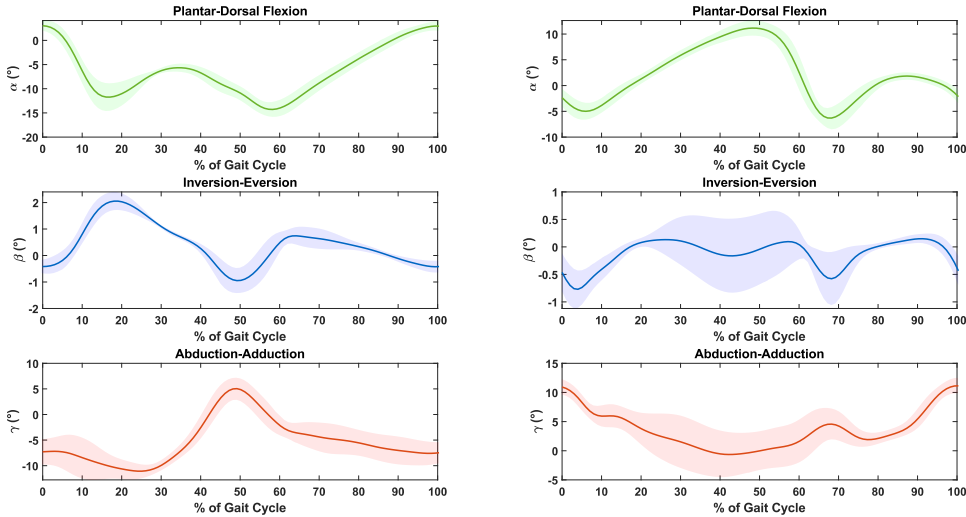 Plantar-Dorsal Flexion
0
-5
-10
-15
-20
α (°)
0 10 20 30 40 50 60 70 80 90 100
% of Gait Cycle
Inversion-Eversion
2
1
0
-1
-2
β (°)
0 10 20 30 40 50 60 70 80 90 100
% of Gait Cycle
Abduction-Adduction
10
5
0
-5
-10
γ (°)
0 10 20 30 40 50 60 70 80 90 100
% of Gait Cycle
Plantar-Dorsal Flexion
10
5
0
-5
-10
α (°)
0 10 20 30 40 50 60 70 80 90 100
% of Gait Cycle
Inversion-Eversion
1
0.5
0
-0.5
-1
β (°)
0 10 20 30 40 50 60 70 80 90 100
% of Gait Cycle
Abduction-Adduction
15
10
5
0
-5
γ (°)
0 10 20 30 40 50 60 70 80 90 100
% of Gait Cycle